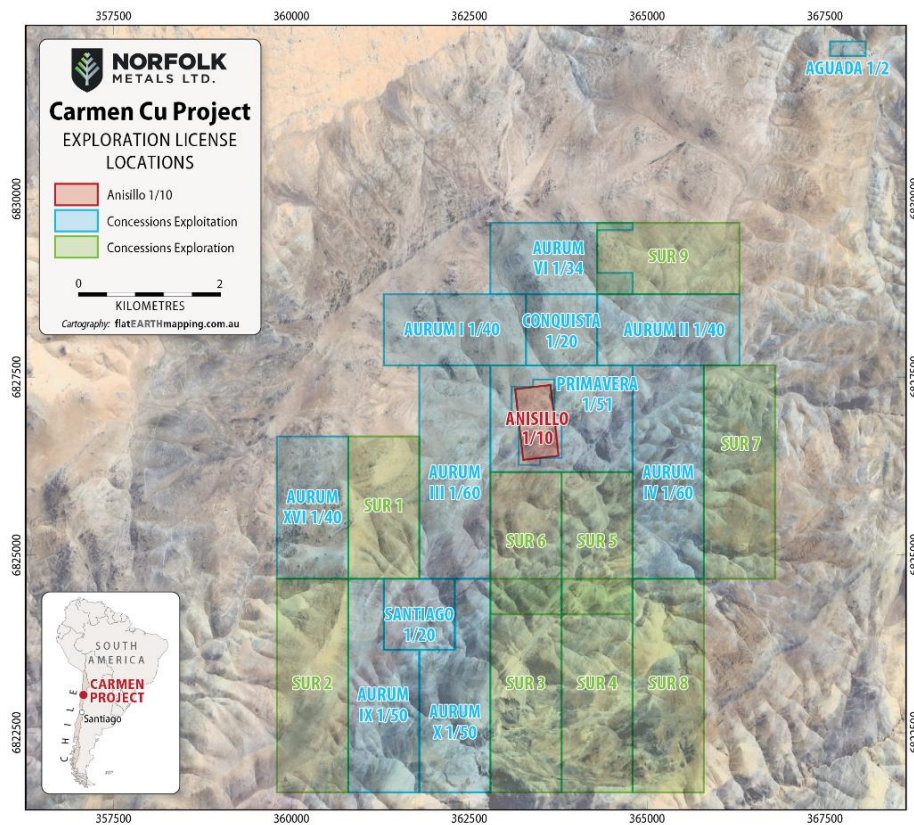 357500 360000 362500 365000 367500
NORFOLK
METALS LTD.
Carmen Cu Project
EXPLORATION LICENSE
LOCATIONS
Anisillo 1/10
Concessions Exploitation
Concessions Exploration
0 2
KILOMETRES
Cartography: flatEARTHmapping.com.au
AGUADA 1/2
6830000 6830000
AURUM
VI 1/34
SUR 9
AURUM I 1/40
CONQUISTA
1/20
AURUM II 1/40
6827500 6827500
PRIMAVERA
1/51
ANISILLO
1/10
SUR 7
AURUM
XVI 1/40
SUR 1
AURUM
III 1/60
AURUM
IV 1/60
SUR 6
SUR 5
6825000 6825000
SANTIAGO
1/20
SUR 2
AURUM
IX 1/50
AURUM
X 1/50
SUR 3
SUR 4
SUR 8
6822500 6822500
SOUTH
AMERICA
CARMEN
PROJECT
CHILE
Santiago
357500 360000 362500 365000 367500